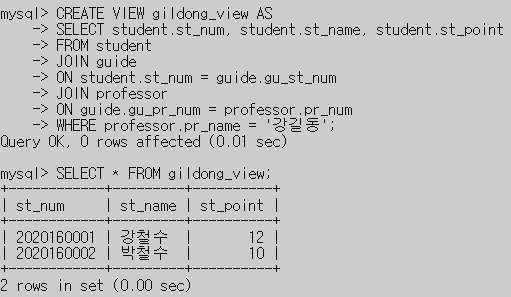 mysql> CREATE VIEW gildong_view AS
    -> SELECT student.st_num, student.st_name, student.st_point
    -> FROM student
    -> JOIN guide
    -> ON student.st_num = guide.gu_st_num
    -> JOIN professor
    -> ON guide.gu_pr_num = professor.pr_num
    -> WHERE professor.pr_name = '강길동';
Query OK, 0 rows affected (0.01 sec)

mysql> SELECT * FROM gildong_view;
+------------+---------+----------+
| st_num     | st_name | st_point |
+------------+---------+----------+
| 2020160001 | 강철수  |       12 |
| 2020160002 | 박철수  |       10 |
+------------+---------+----------+
2 rows in set (0.00 sec)